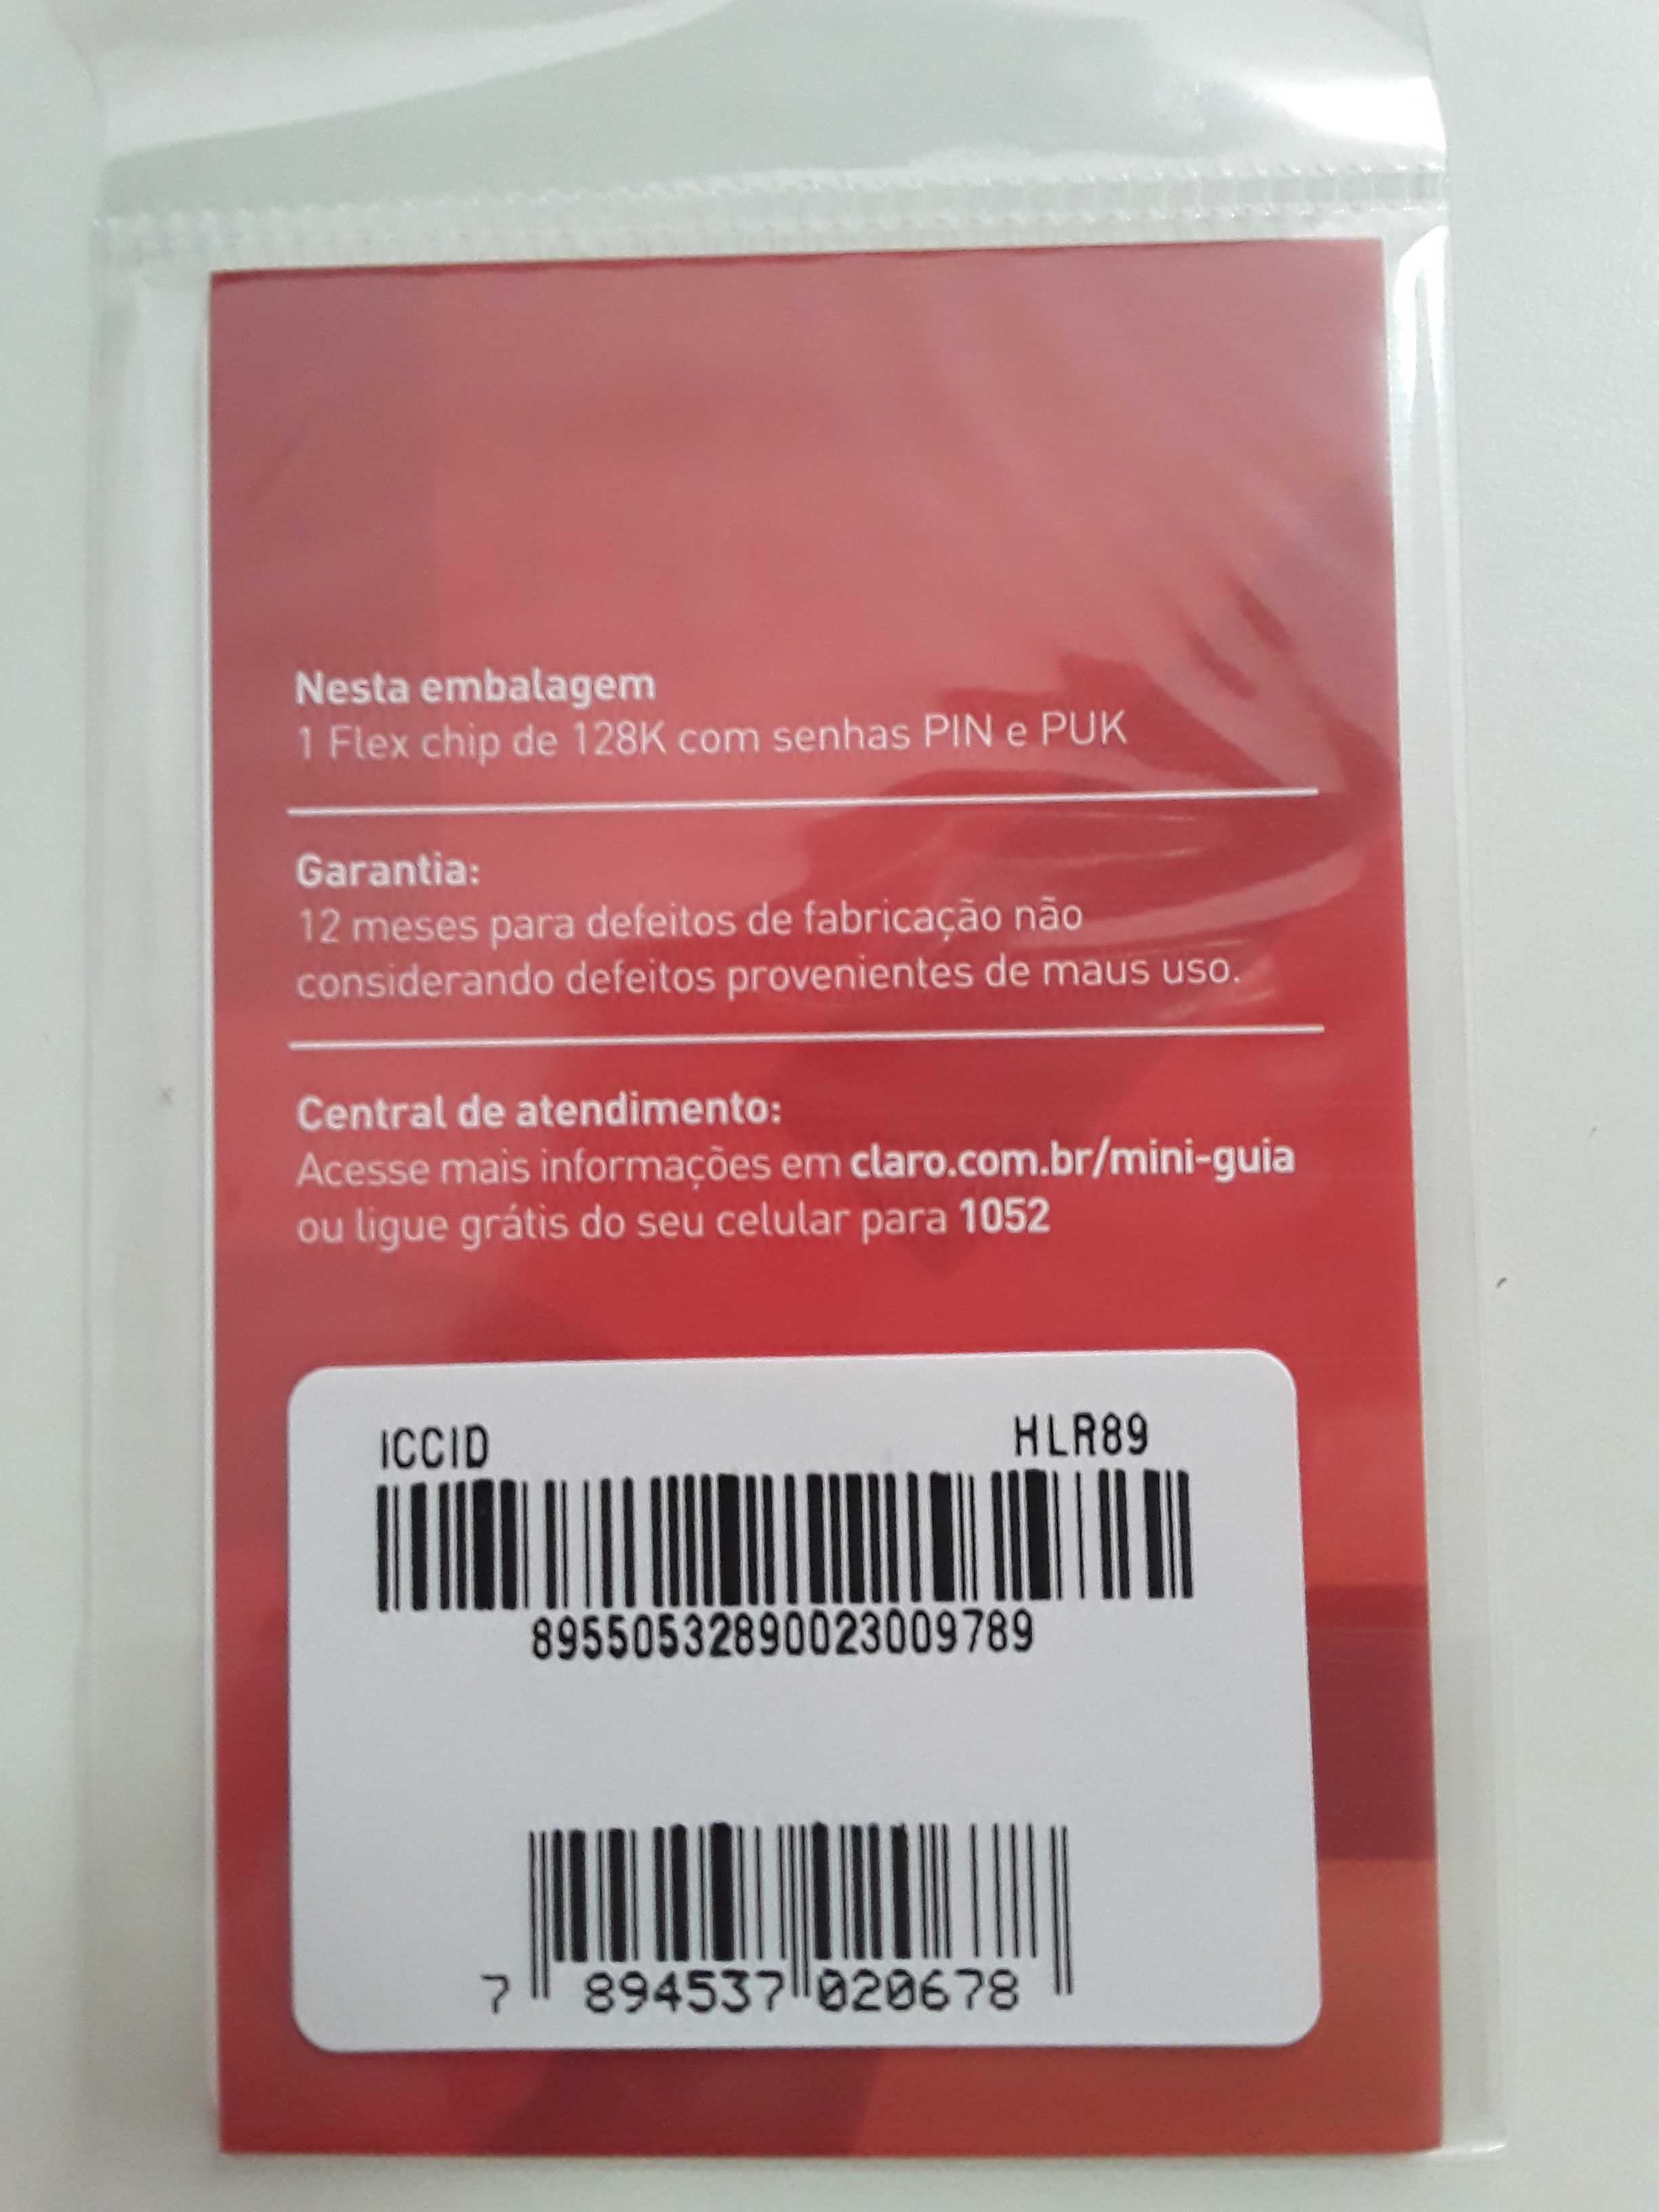 Nesta embalagem
1 Flex chip de 128K com senhas PIN e PUK
Garantia:
12 meses para defeitos de fabricação não
considerando defeitos provenientes de maus uso.
Central de atendimento:
Acesse mais informações em claro.com.br/mini-guia
ou ligue grátis do seu celular para 1052
ICCID HLR89
89550532890023009789
7 894537 020678